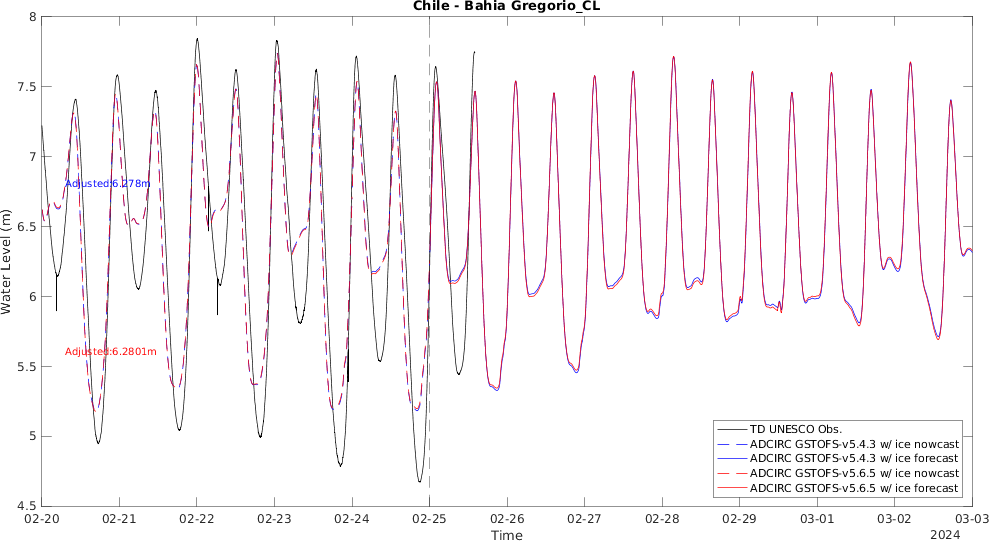 Chile - Bahia Gregorio_CL
8
7.5
7
6.5
6
5.5
5
4.5
Water Level (m)
Adjusted:6.278m
Adjusted:6.2801m
TD UNESCO Obs.
ADCIRC GSTOFS-v5.4.3 w/ ice nowcast
ADCIRC GSTOFS-v5.4.3 w/ ice forecast
ADCIRC GSTOFS-v5.6.5 w/ ice nowcast
ADCIRC GSTOFS-v5.6.5 w/ ice forecast
02-20 02-21 02-22 02-23 02-24 02-25 02-26 02-27 02-28 02-29 03-01 03-02 03-03
Time
2024